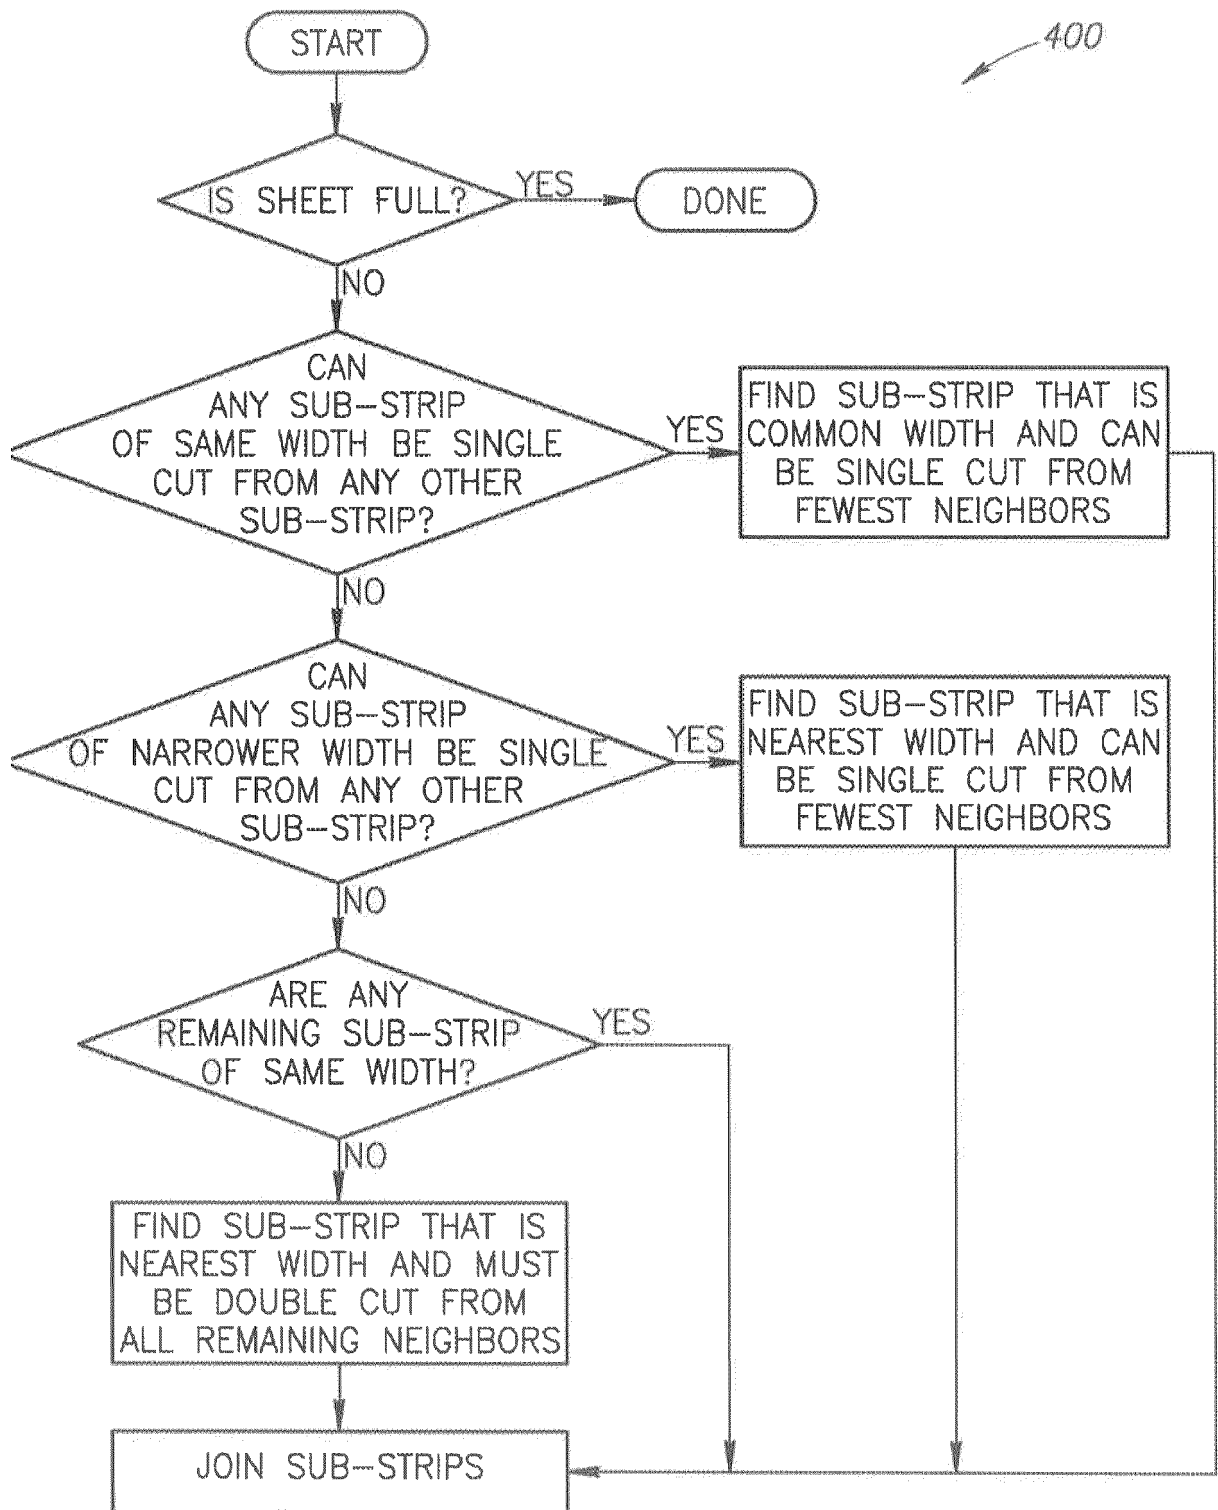 START
400
IS SHEET FULL?
YES
DONE
NO
CAN
ANY SUB-STRIP
OF SAME WIDTH BE SINGLE
CUT FROM ANY OTHER
SUB-STRIP?
YES
FIND SUB-STRIP THAT IS
COMMON WIDTH AND CAN
BE SINGLE CUT FROM
FEWEST NEIGHBORS
NO
CAN
ANY SUB-STRIP
OF NARROWER WIDTH BE SINGLE
CUT FROM ANY OTHER
SUB-STRIP?
YES
FIND SUB-STRIP THAT IS
NEAREST WIDTH AND CAN
BE SINGLE CUT FROM
FEWEST NEIGHBORS
NO
ARE ANY
REMAINING SUB-STRIP
OF SAME WIDTH?
YES
NO
FIND SUB-STRIP THAT IS
NEAREST WIDTH AND MUST
BE DOUBLE CUT FROM
ALL REMAINING NEIGHBORS
JOIN SUB-STRIPS